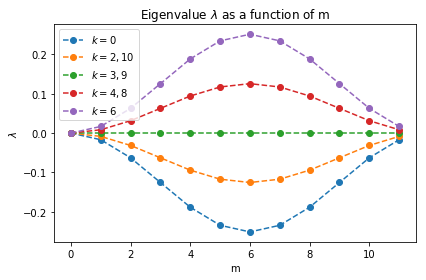 Eigenvalue λ as a function of m
k = 0
k = 2, 10
k = 3, 9
k = 4, 8
k = 6
λ
0.2
0.1
0.0
−0.1
−0.2
0 2 4 6 8 10
m